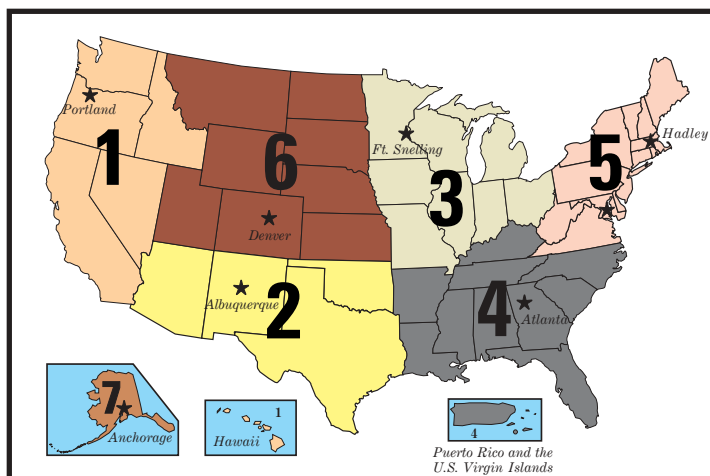 Portland
1
6
Denver
Ft. Snelling
3
5
Hadley
Albuquerque
2
4
Atlanta
7
Anchorage
1
Hawaii
4
Puerto Rico and the
U.S. Virgin Islands